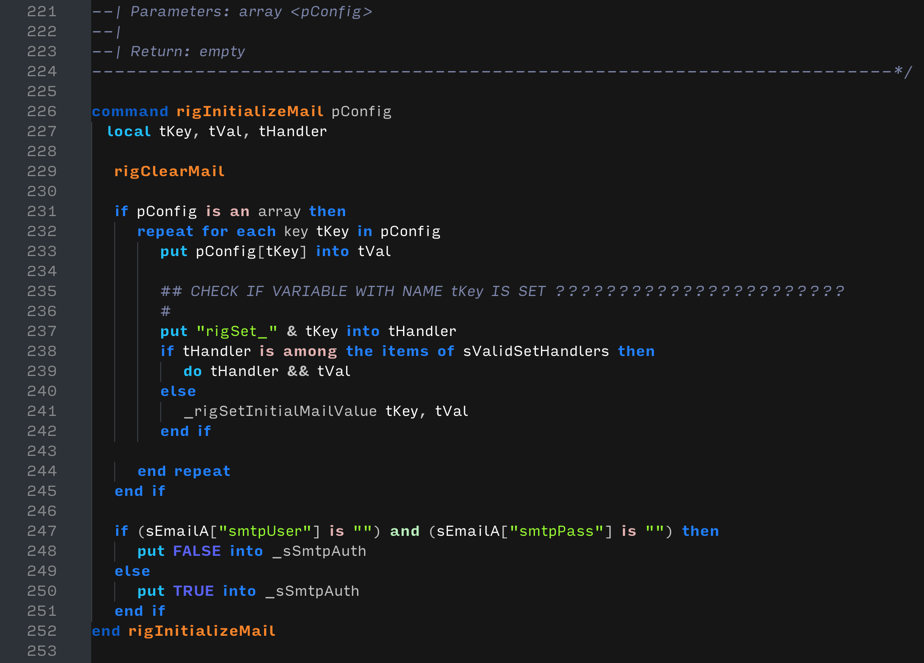 221 --| Parameters: array <pConfig>
222 --|
223 --| Return: empty
224 ----------------------------------------------------------------------*/
225
226 command rigInitializeMail pConfig
227 local tKey, tVal, tHandler
228
229 rigClearMail
230
231 if pConfig is an array then
232 repeat for each key tKey in pConfig
233 put pConfig[tKey] into tVal
234
235 ## CHECK IF VARIABLE WITH NAME tKey IS SET ???????????????????????
236 #
237 put "rigSet_" & tKey into tHandler
238 if tHandler is among the items of sValidSetHandlers then
239 do tHandler && tVal
240 else
241 _rigSetInitialMailValue tKey, tVal
242 end if
243
244 end repeat
245 end if
246
247 if (sEmailA["smtpUser"] is "") and (sEmailA["smtpPass"] is "") then
248 put FALSE into _sSmtpAuth
249 else
250 put TRUE into _sSmtpAuth
251 end if
252 end rigInitializeMail
253